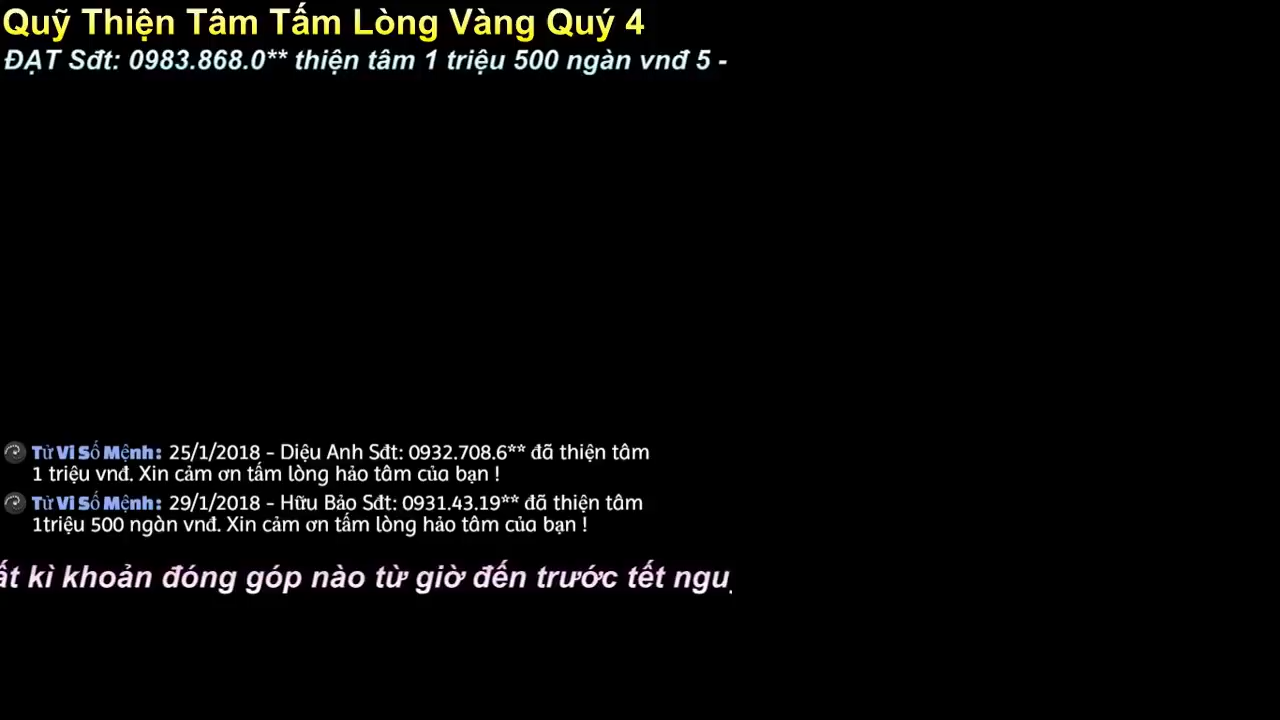 Quỹ Thiện Tâm Tấm Lòng Vàng Quý 4
ĐẠT Sđt: 0983.868.0** thiện tâm 1 triệu 500 ngàn vnđ 5 -
Tử Vi Số Mệnh: 25/1/2018 - Diệu Anh Sđt: 0932.708.6** đã thiện tâm
1 triệu vnđ. Xin cảm ơn tấm lòng hảo tâm của bạn !
Tử Vi Số Mệnh: 29/1/2018 - Hữu Bảo Sđt: 0931.43.19** đã thiện tâm
1triệu 500 ngàn vnđ. Xin cảm ơn tấm lòng hảo tâm của bạn !
kì khoản đóng góp nào từ giờ đến trước tết